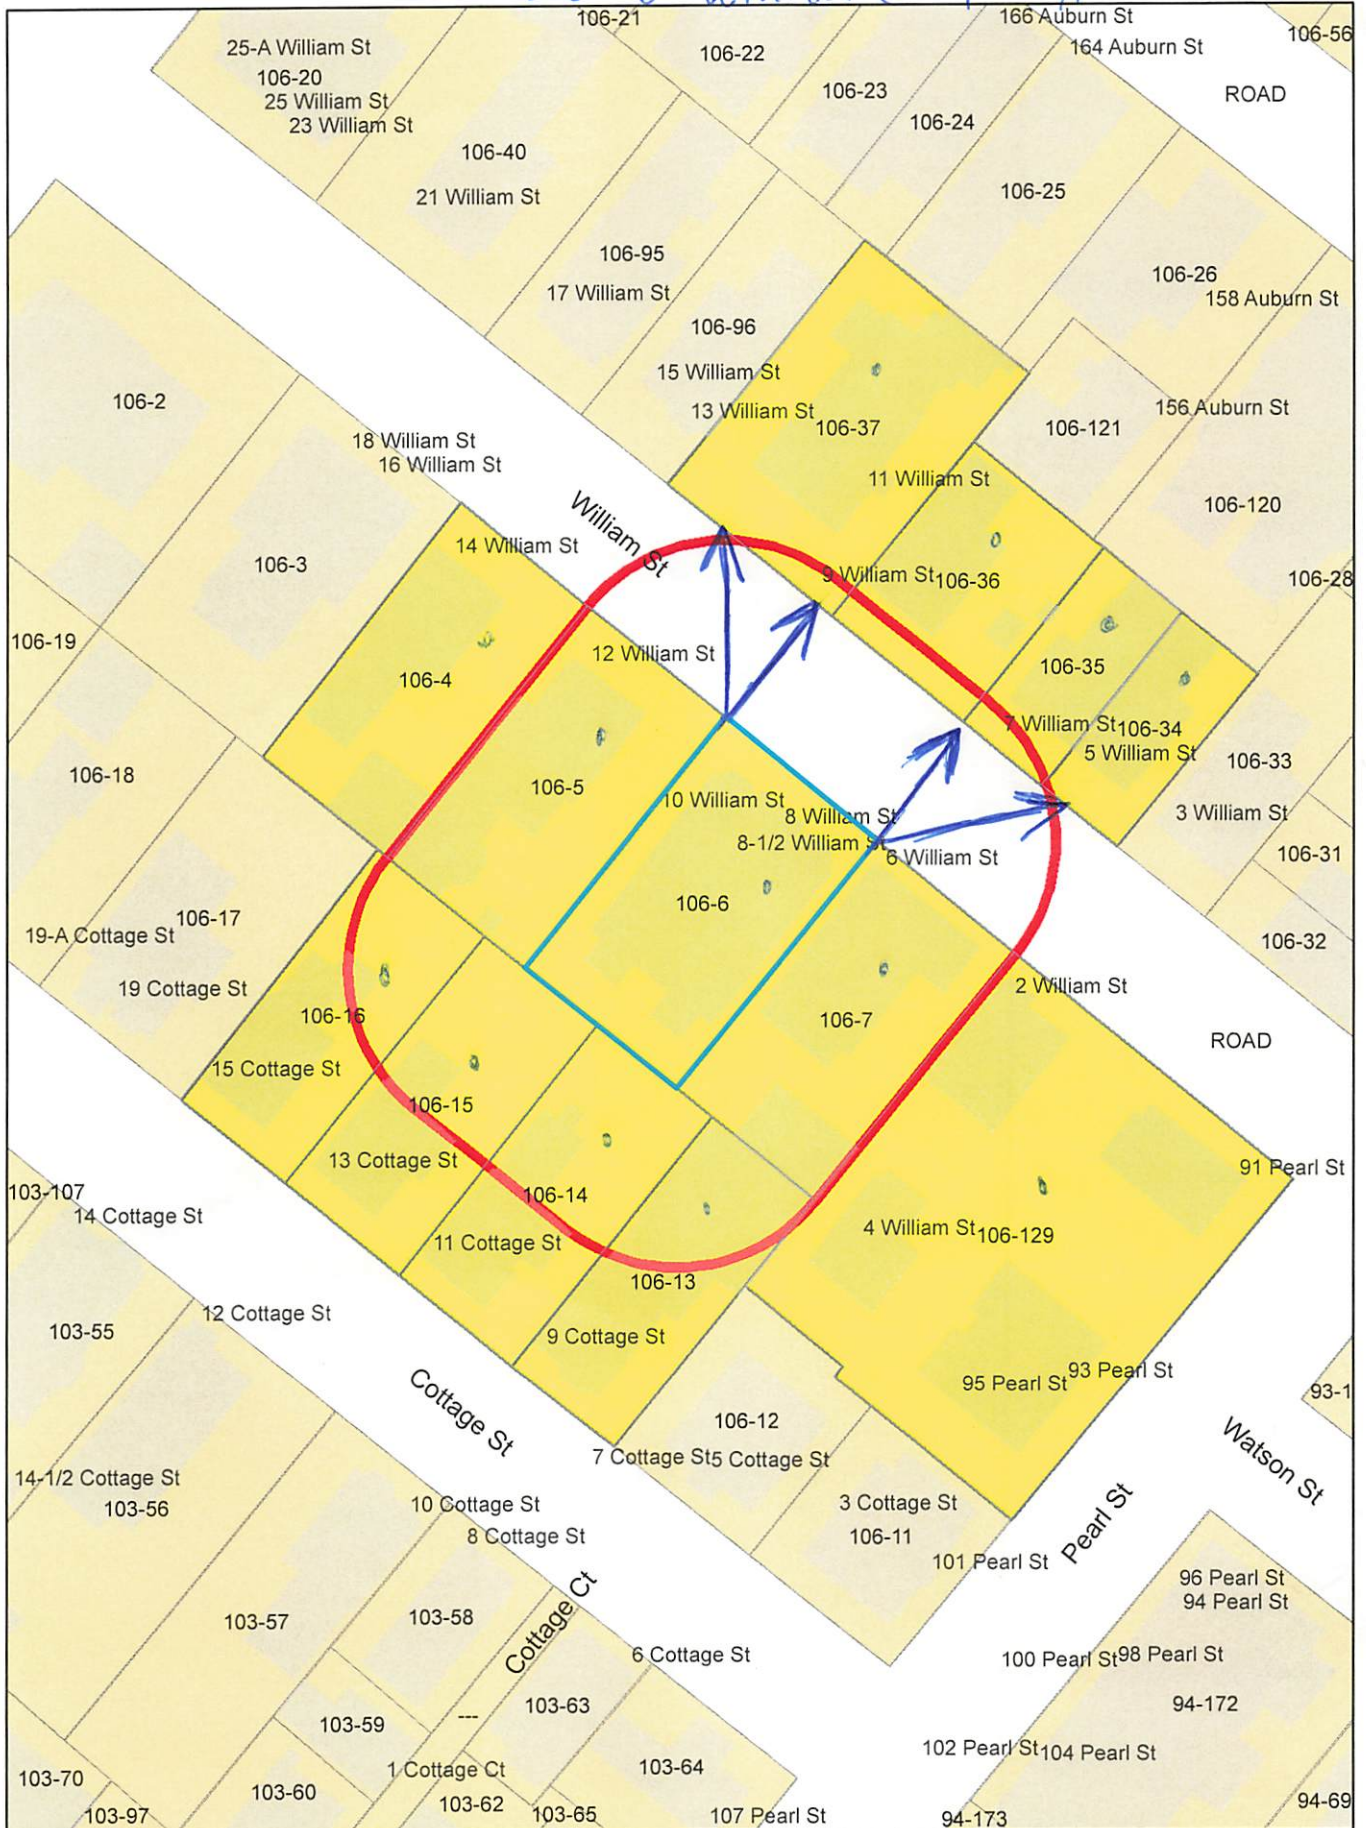 106-21
166 Auburn St
25-A William St
106-22
164 Auburn St
106-56
106-20
25 William St
106-23
ROAD
23 William St
106-24
106-40
21 William St
106-25
106-95
17 William St
106-26
158 Auburn St
106-96
15 William St
106-2
13 William St
106-37
156 Auburn St
106-121
18 William St
16 William St
11 William St
106-120
William St
14 William St
106-3
9 William St
106-36
106-28
106-19
12 William St
106-4
106-35
7 William St
106-34
5 William St
106-33
106-18
106-5
10 William St
8 William St
3 William St
8-1/2 William St
6 William St
106-31
106-6
106-17
19-A Cottage St
106-32
19 Cottage St
2 William St
106-16
106-7
ROAD
15 Cottage St
106-15
13 Cottage St
91 Pearl St
103-107
106-14
14 Cottage St
4 William St
106-129
11 Cottage St
106-13
12 Cottage St
103-55
9 Cottage St
93 Pearl St
95 Pearl St
93-1
Cottage St
106-12
7 Cottage St
5 Cottage St
Watson St
14-1/2 Cottage St
103-56
10 Cottage St
3 Cottage St
8 Cottage St
106-11
Pearl St
101 Pearl St
96 Pearl St
94 Pearl St
103-57
103-58
Cottage Ct
6 Cottage St
100 Pearl St
98 Pearl St
94-172
103-63
---
103-59
102 Pearl St
104 Pearl St
103-64
1 Cottage Ct
103-70
103-60
103-62
94-69
103-97
103-65
107 Pearl St
94-173